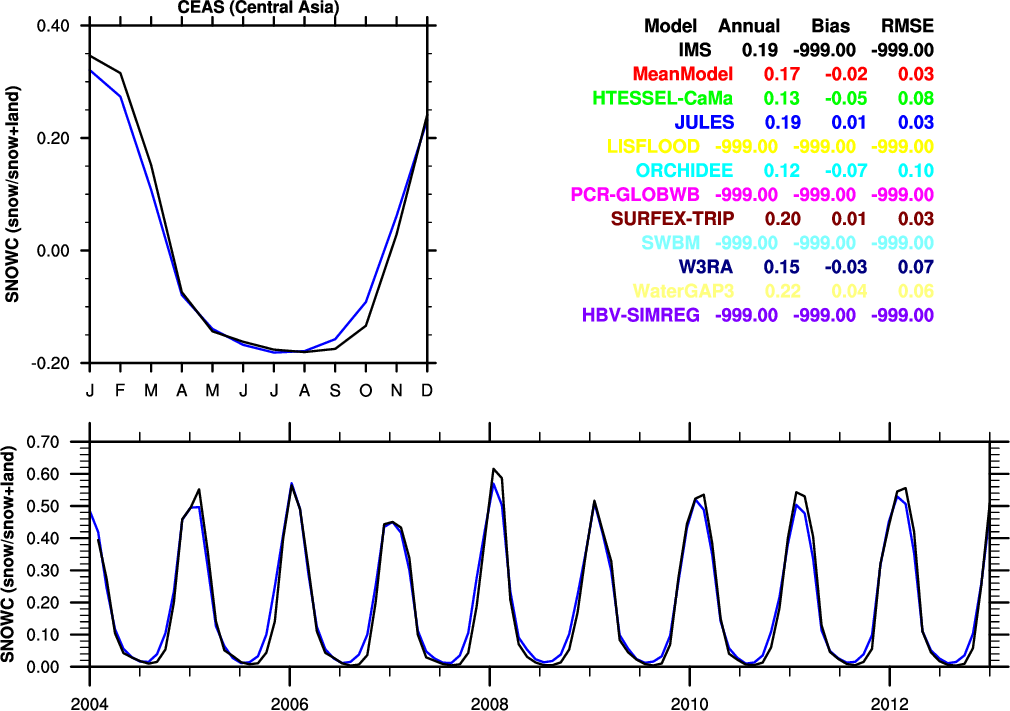 CEAS (Central Asia)
SNOWC (snow/snow+land)
0.40
0.20
0.00
-0.20
J F M A M J J A S O N D
Model Annual Bias RMSE
IMS 0.19 -999.00 -999.00
MeanModel 0.17 -0.02 0.03
HTESSEL-CaMa 0.13 -0.05 0.08
JULES 0.19 0.01 0.03
LISFLOOD -999.00 -999.00 -999.00
ORCHIDEE 0.12 -0.07 0.10
PCR-GLOBWB -999.00 -999.00 -999.00
SURFEX-TRIP 0.20 0.01 0.03
SWBM -999.00 -999.00 -999.00
W3RA 0.15 -0.03 0.07
WaterGAP3 0.22 0.04 0.06
HBV-SIMREG -999.00 -999.00 -999.00
SNOWC (snow/snow+land)
0.70
0.60
0.50
0.40
0.30
0.20
0.10
0.00
2004 2006 2008 2010 2012